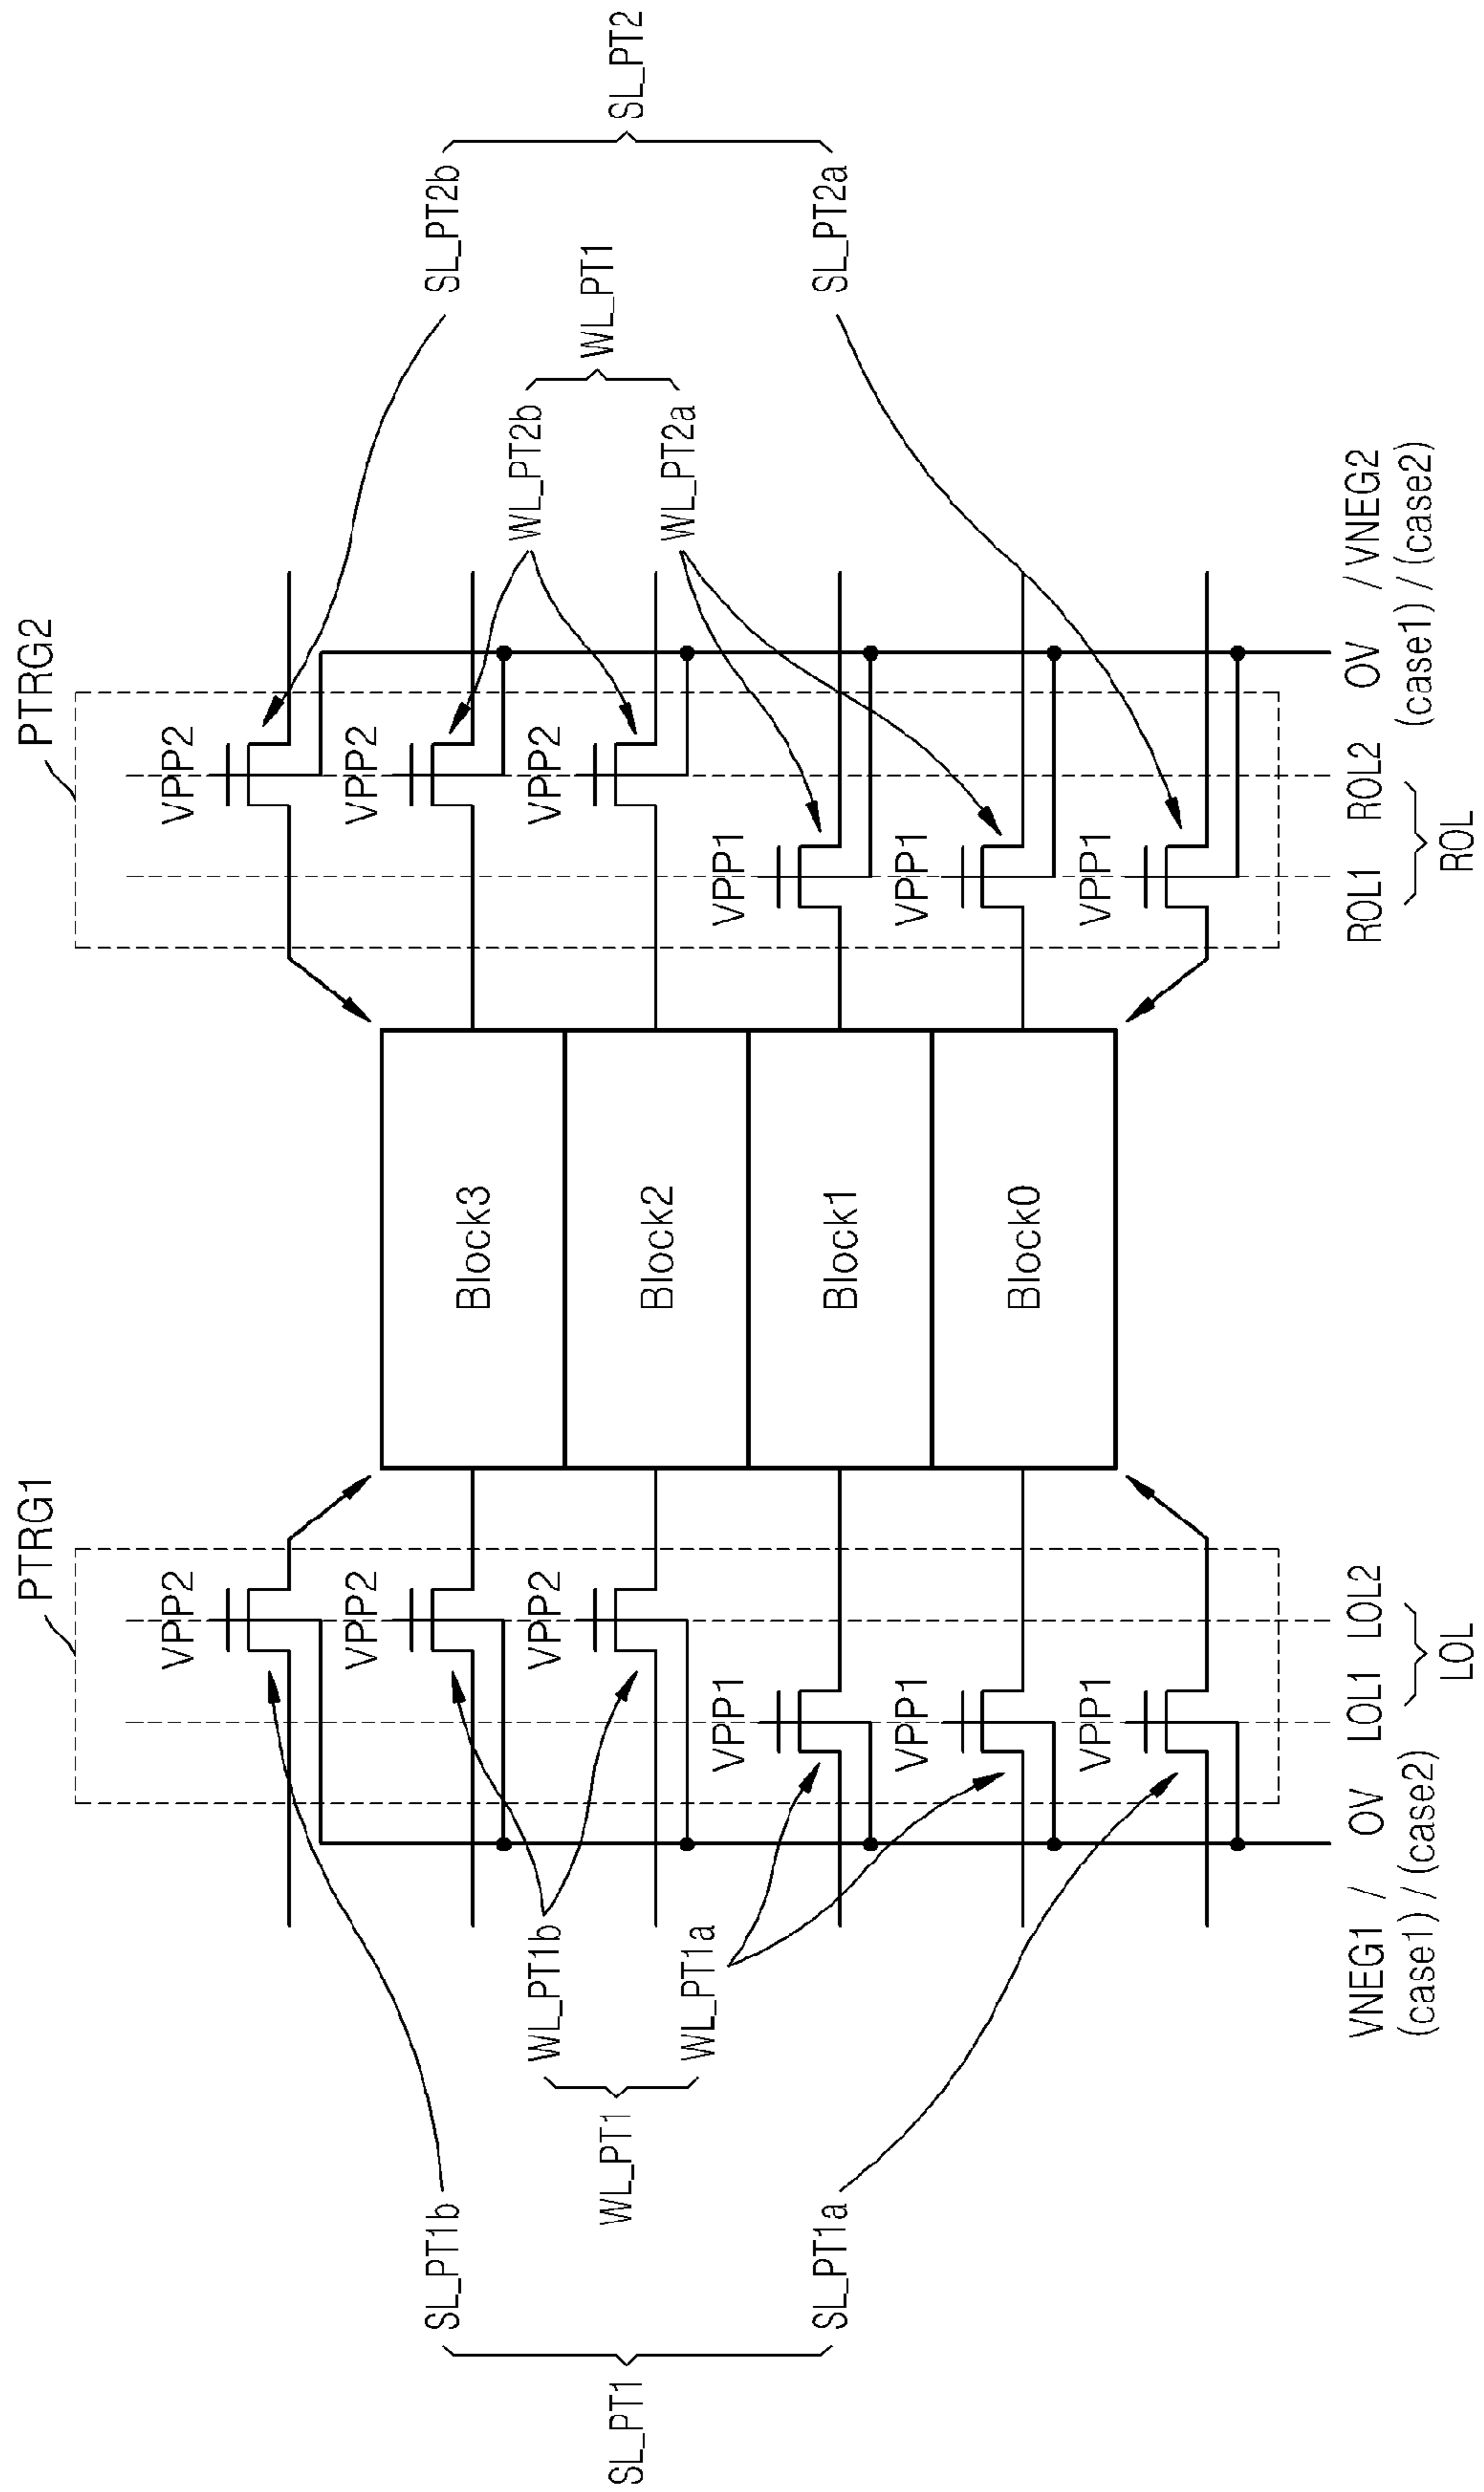 PTRG1
PTRG2
VPP2
VPP2
VPP2
VPP2
SL_PT1b
SL_PT2b
Block3
WL_PT2b
WL_PT1b
VPP2
VPP2
WL_PT1
WL_PT1
SL_PT1
SL_PT2
Block2
WL_PT1a
WL_PT2a
VPP1
VPP1
SL_PT1a
Block1
SL_PT2a
VPP1
VPP1
Block0
VPP1
VPP1
VNEG1 / OV LOL1 LOL2 ROL1 ROL2 OV / VNEG2
(case1) / (case2) (case1) / (case2)
LOL ROL